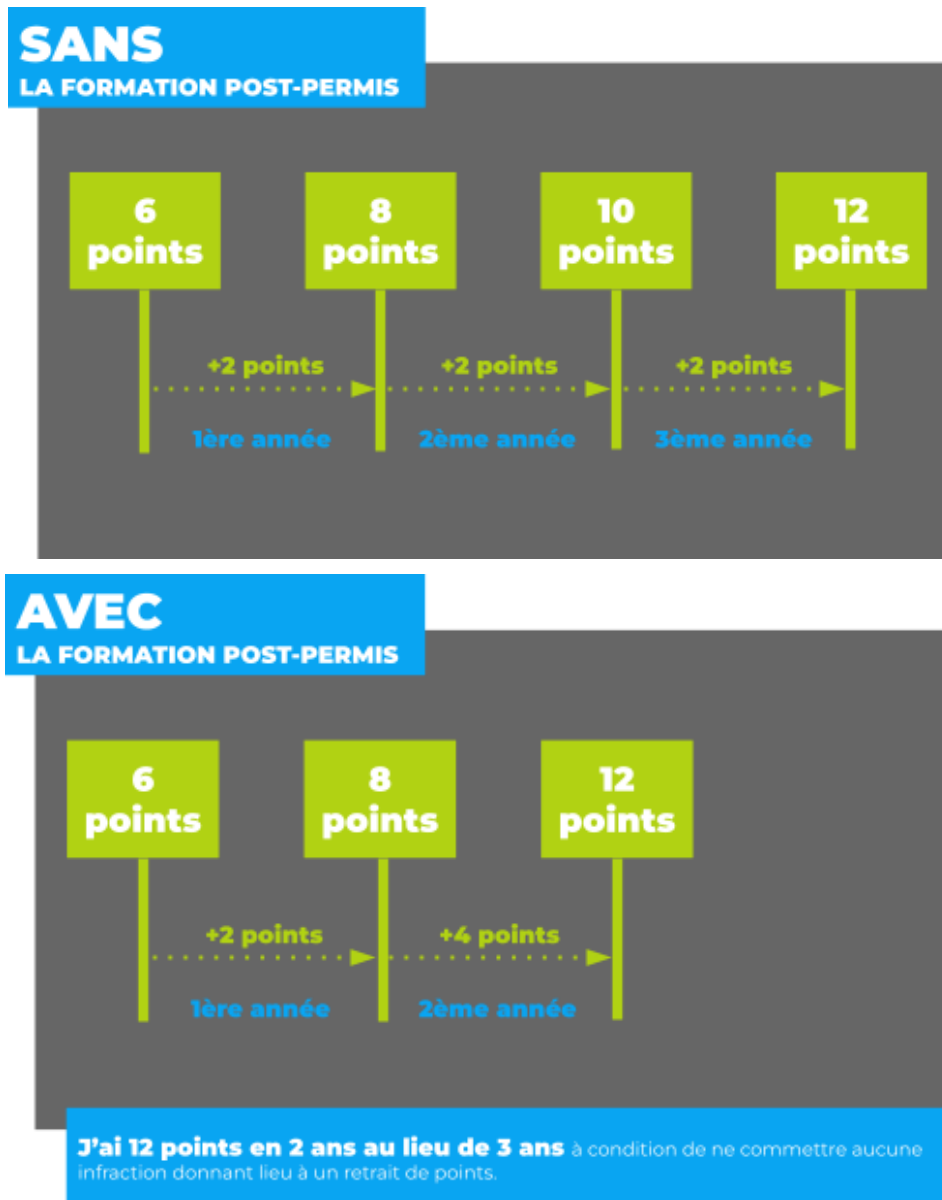 SANS
LA FORMATION POST-PERMIS
6 points
8 points
10 points
12 points
+2 points
+2 points
+2 points
1ère année
2ème année
3ème année
AVEC
LA FORMATION POST-PERMIS
6 points
8 points
12 points
+2 points
+4 points
1ère année
2ème année
J'ai 12 points en 2 ans au lieu de 3 ans à condition de ne commettre aucune
infraction donnant lieu à un retrait de points.